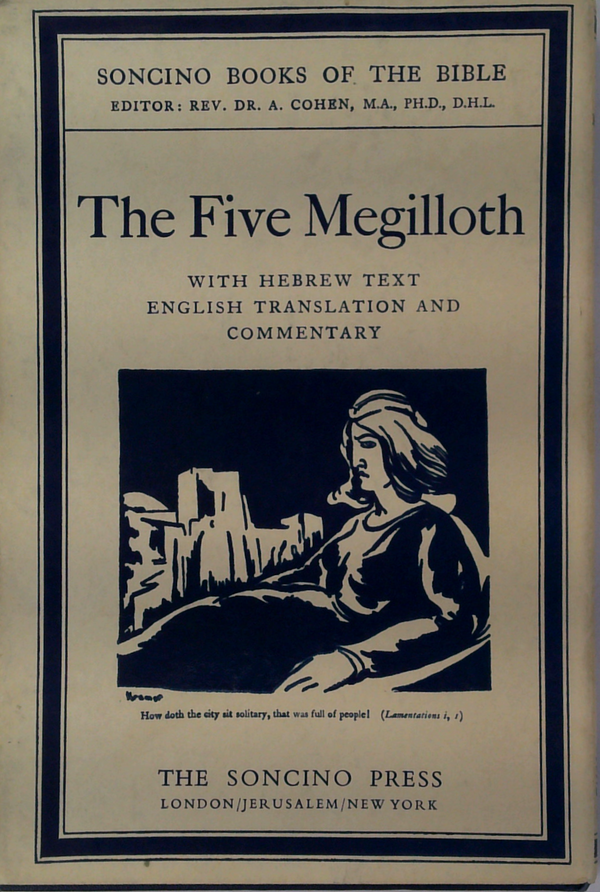 SONCINO BOOKS OF THE BIBLE
EDITOR: REV. DR. A. COHEN, M.A., PH.D., D.H.L.
The Five Megilloth
WITH HEBREW TEXT
ENGLISH TRANSLATION AND
COMMENTARY
How doth the city sit solitary, that was full of people! (Lamentations i, 1)
THE SONCINO PRESS
LONDON/JERUSALEM/NEW YORK